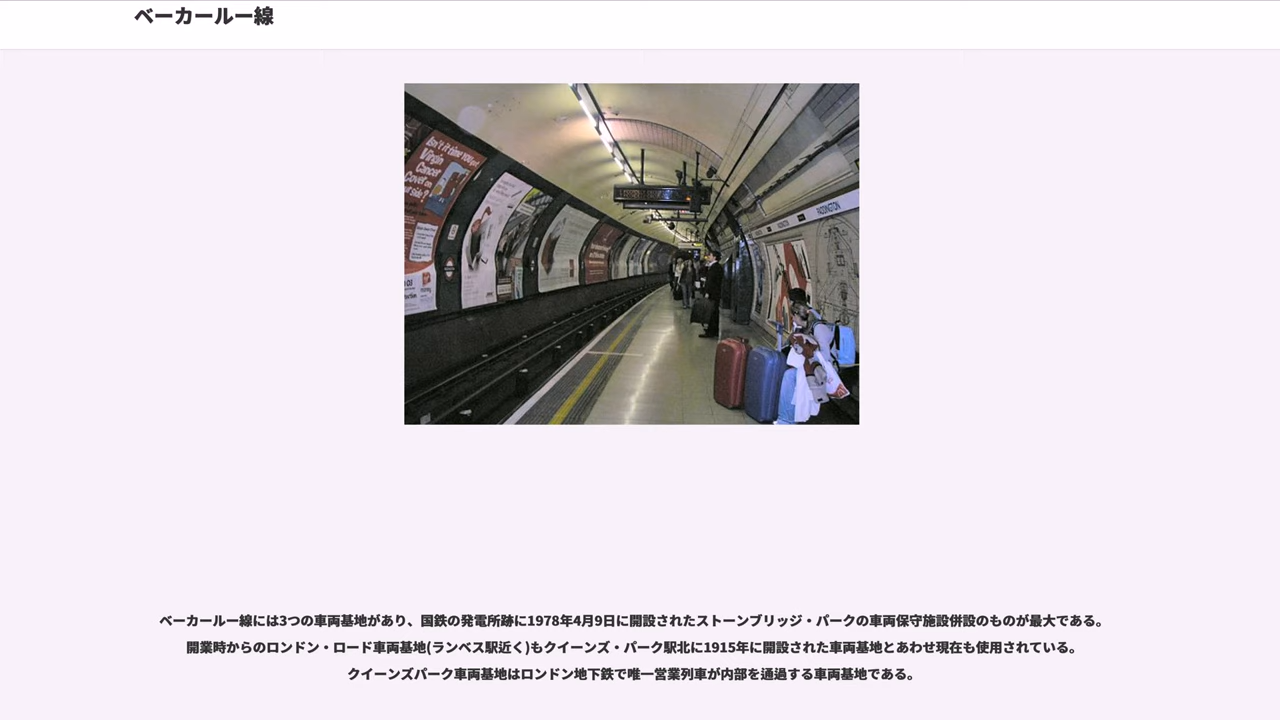 ベーカールー線
Isn't it time you
Virgin
Cancer
Cover on
PADDINGTON
ベーカールー線には3つの車両基地があり、国鉄の発電所跡に1978年4月9日に開設されたストーンブリッジ・パークの車両保守施設併設のものが最大である。
開業時からのロンドン・ロード車両基地(ランベス駅近く)もクイーンズ・パーク駅北に1915年に開設された車両基地とあわせ現在も使用されている。
クイーンズパーク車両基地はロンドン地下鉄で唯一営業列車が内部を通過する車両基地である。